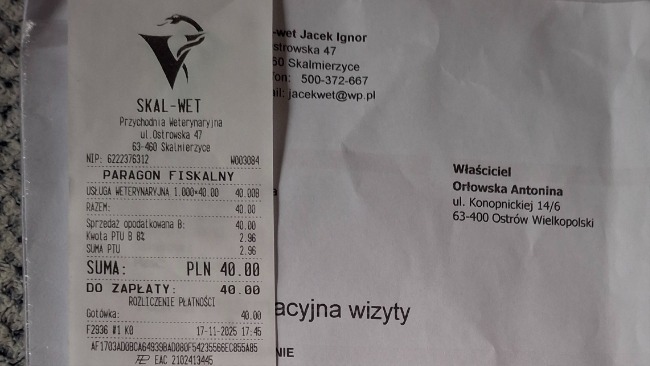 SKAL-WET
Przychodnia Weterynaryjna
ul.Ostrowska 47
63-460 Skalmierzyce
NIP: 6222376312 W003084
PARAGON FISKALNY
USŁUGA WETERYNARYJNA 1.000×40.00 40.00B
RAZEM: 40.00
Sprzedaż opodatkowana B: 40.00
Kwota PTU B 8% 2.96
SUMA PTU 2.96
SUMA: PLN 40.00
DO ZAPŁATY: 40.00
ROZLICZENIE PŁATNOŚCI
Gotówka: 40.00
F2936 #1 K0 17-11-2025 17:45
EAC 2102413445
-wet Jacek Ignor
strowska 47
60 Skalmierzyce
fon: 500-372-667
ail: jacekwet@wp.pl
Właściciel
Orłowska Antonina
ul. Konopnickiej 14/6
63-400 Ostrów Wielkopolski
acyjna wizyty
NIE